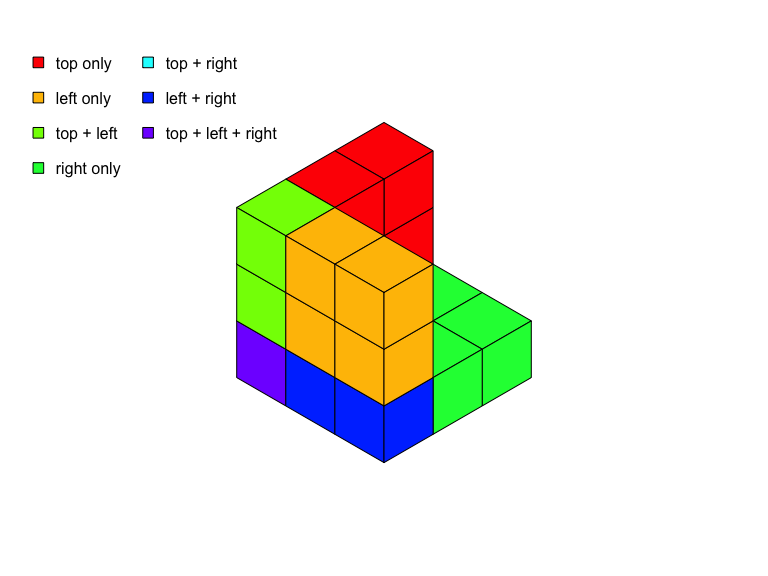 top only
left only
top + left
right only
top + right
left + right
top + left + right